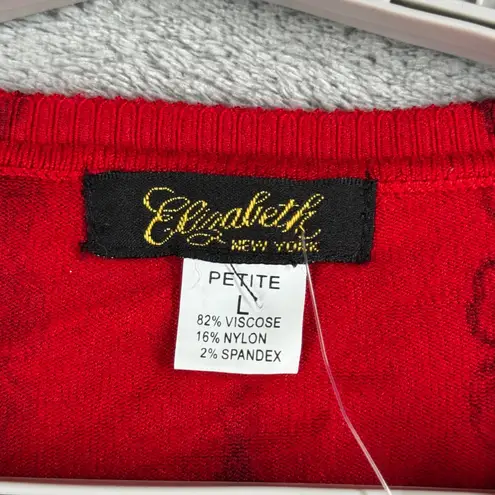 Elizabeth
NEW YORK
PETITE
L
82% VISCOSE
16% NYLON
2% SPANDEX